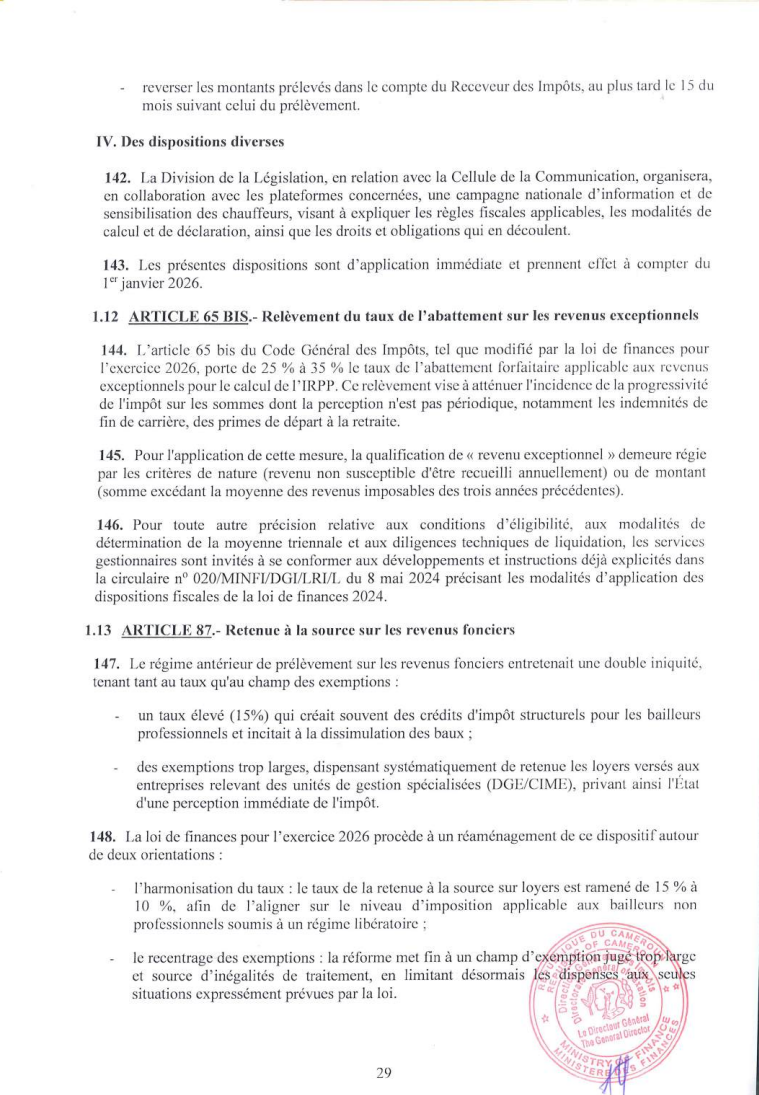 - reverser les montants prélevés dans le compte du Receveur des Impôts, au plus tard le 15 du
mois suivant celui du prélèvement.
IV. Des dispositions diverses
142. La Division de la Législation, en relation avec la Cellule de la Communication, organisera,
en collaboration avec les plateformes concernées, une campagne nationale d'information et de
sensibilisation des chauffeurs, visant à expliquer les règles fiscales applicables, les modalités de
calcul et de déclaration, ainsi que les droits et obligations qui en découlent.
143. Les présentes dispositions sont d'application immédiate et prennent effet à compter du
1er janvier 2026.
1.12 ARTICLE 65 BIS.- Relèvement du taux de l'abattement sur les revenus exceptionnels
144. L'article 65 bis du Code Général des Impôts, tel que modifié par la loi de finances pour
l'exercice 2026, porte de 25 % à 35 % le taux de l'abattement forfaitaire applicable aux revenus
exceptionnels pour le calcul de l'IRPP. Ce relèvement vise à atténuer l'incidence de la progressivité
de l'impôt sur les sommes dont la perception n'est pas périodique, notamment les indemnités de
fin de carrière, des primes de départ à la retraite.
145. Pour l'application de cette mesure, la qualification de « revenu exceptionnel » demeure régie
par les critères de nature (revenu non susceptible d'être recueilli annuellement) ou de montant
(somme excédant la moyenne des revenus imposables des trois années précédentes).
146. Pour toute autre précision relative aux conditions d'éligibilité, aux modalités de
détermination de la moyenne triennale et aux diligences techniques de liquidation, les services
gestionnaires sont invités à se conformer aux développements et instructions déjà explicités dans
la circulaire n° 020/MINFI/DGI/LRI/L du 8 mai 2024 précisant les modalités d'application des
dispositions fiscales de la loi de finances 2024.
1.13 ARTICLE 87.- Retenue à la source sur les revenus fonciers
147. Le régime antérieur de prélèvement sur les revenus fonciers entretenait une double iniquité,
tenant tant au taux qu'au champ des exemptions :
- un taux élevé (15%) qui créait souvent des crédits d'impôt structurels pour les bailleurs
professionnels et incitait à la dissimulation des baux ;
- des exemptions trop larges, dispensant systématiquement de retenue les loyers versés aux
entreprises relevant des unités de gestion spécialisées (DGE/CIME), privant ainsi l'État
d'une perception immédiate de l'impôt.
148. La loi de finances pour l'exercice 2026 procède à un réaménagement de ce dispositif autour
de deux orientations :
- l'harmonisation du taux : le taux de la retenue à la source sur loyers est ramené de 15 % à
10 %, afin de l'aligner sur le niveau d'imposition applicable aux bailleurs non
professionnels soumis à un régime libératoire ;
- le recentrage des exemptions : la réforme met fin à un champ d'exemption jugé trop large
et source d'inégalités de traitement, en limitant désormais les dispenses aux seules
situations expressément prévues par la loi.
REPUBLIQUE DU CAMEROUN
REPUBLIC OF CAMEROON
Direction Générale des Impôts
Directorate General of Taxation
Le Directeur Général
The General Director
MINISTRY OF FINANCE
MINISTERE DES FINANCES
29